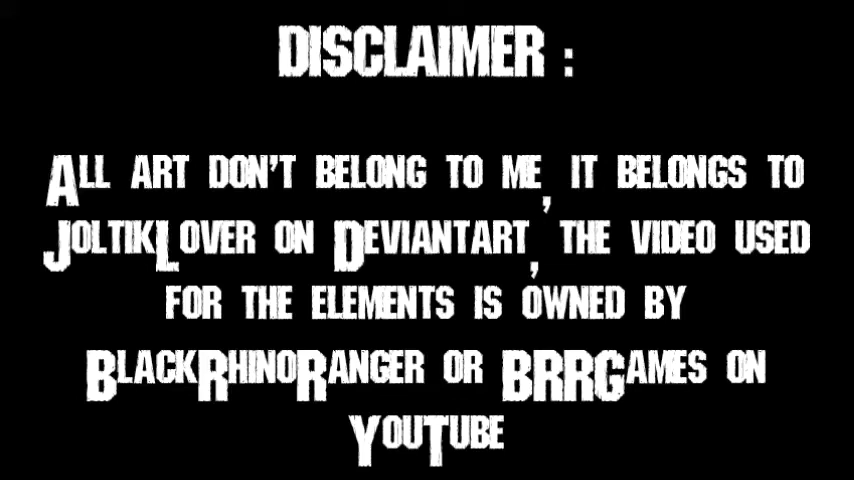 DISCLAIMER :
All art don't belong to me, it belongs to
JoltikLover on Deviantart, the video used
for the elements is owned by
BlackRhinoRanger or BRRGames on
YouTube